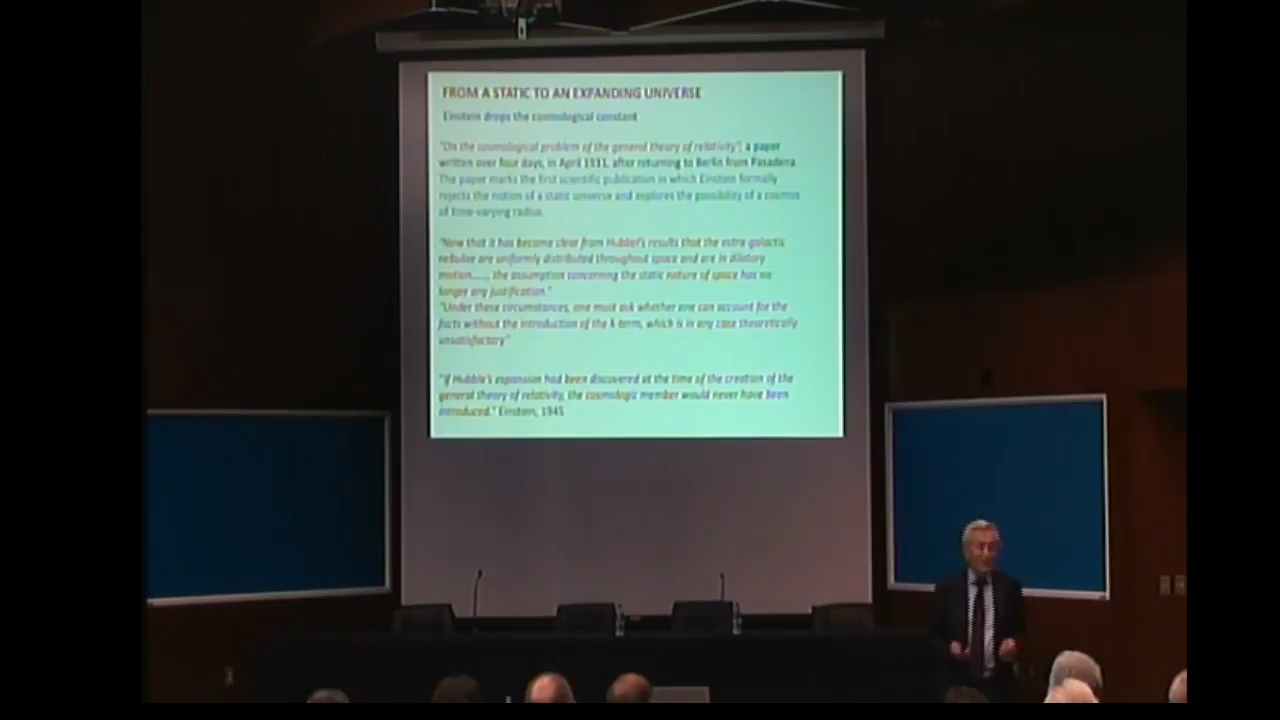 FROM A STATIC TO AN EXPANDING UNIVERSE
Einstein drops the cosmological constant
"On the cosmological problem of the general theory of relativity", a paper
written over four days, in April 1931, after returning to Berlin from Pasadena.
The paper marks the first scientific publication in which Einstein formally
rejects the notion of a static universe and explores the possibility of a cosmos
of time-varying radius.
"Now that it has become clear from Hubble's results that the extra galactic
nebulae are uniformly distributed throughout space and are in dilatory
motion....., the assumption concerning the static nature of space has no
longer any justification."
"Under these circumstances, one must ask whether one can account for the
facts without the introduction of the λ term, which is in any case theoretically
unsatisfactory"
"If Hubble's expansion had been discovered at the time of the creation of the
general theory of relativity, the cosmologic member would never have been
introduced." Einstein, 1945